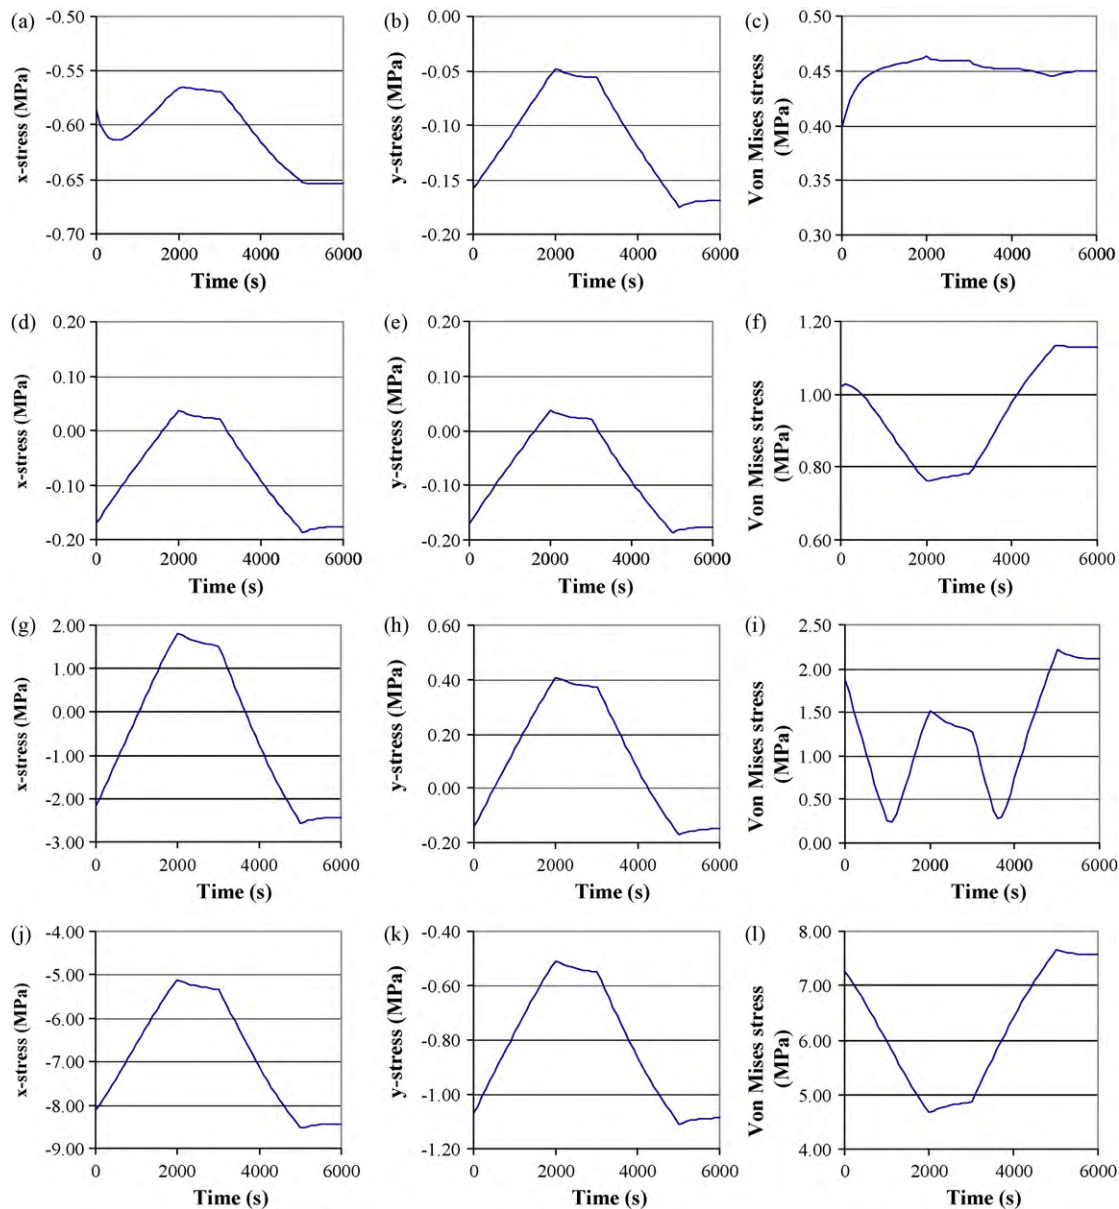 (a)
x-stress (MPa)
-0.50
-0.55
-0.60
-0.65
-0.70
0 2000 4000 6000
Time (s)
(b)
y-stress (MPa)
0.00
-0.05
-0.10
-0.15
-0.20
0 2000 4000 6000
Time (s)
(c)
Von Mises stress
(MPa)
0.50
0.45
0.40
0.35
0.30
0 2000 4000 6000
Time (s)
(d)
x-stress (MPa)
0.20
0.10
0.00
-0.10
-0.20
0 2000 4000 6000
Time (s)
(e)
y-stress (MPa)
0.20
0.10
0.00
-0.10
-0.20
0 2000 4000 6000
Time (s)
(f)
Von Mises stress
(MPa)
1.20
1.00
0.80
0.60
0 2000 4000 6000
Time (s)
(g)
x-stress (MPa)
2.00
1.00
0.00
-1.00
-2.00
-3.00
0 2000 4000 6000
Time (s)
(h)
y-stress (MPa)
0.60
0.40
0.20
0.00
-0.20
0 2000 4000 6000
Time (s)
(i)
Von Mises stress
(MPa)
2.50
2.00
1.50
1.00
0.50
0.00
0 2000 4000 6000
Time (s)
(j)
x-stress (MPa)
-4.00
-5.00
-6.00
-7.00
-8.00
-9.00
0 2000 4000 6000
Time (s)
(k)
y-stress (MPa)
-0.40
-0.60
-0.80
-1.00
-1.20
0 2000 4000 6000
Time (s)
(l)
Von Mises stress
(MPa)
8.00
7.00
6.00
5.00
4.00
0 2000 4000 6000
Time (s)